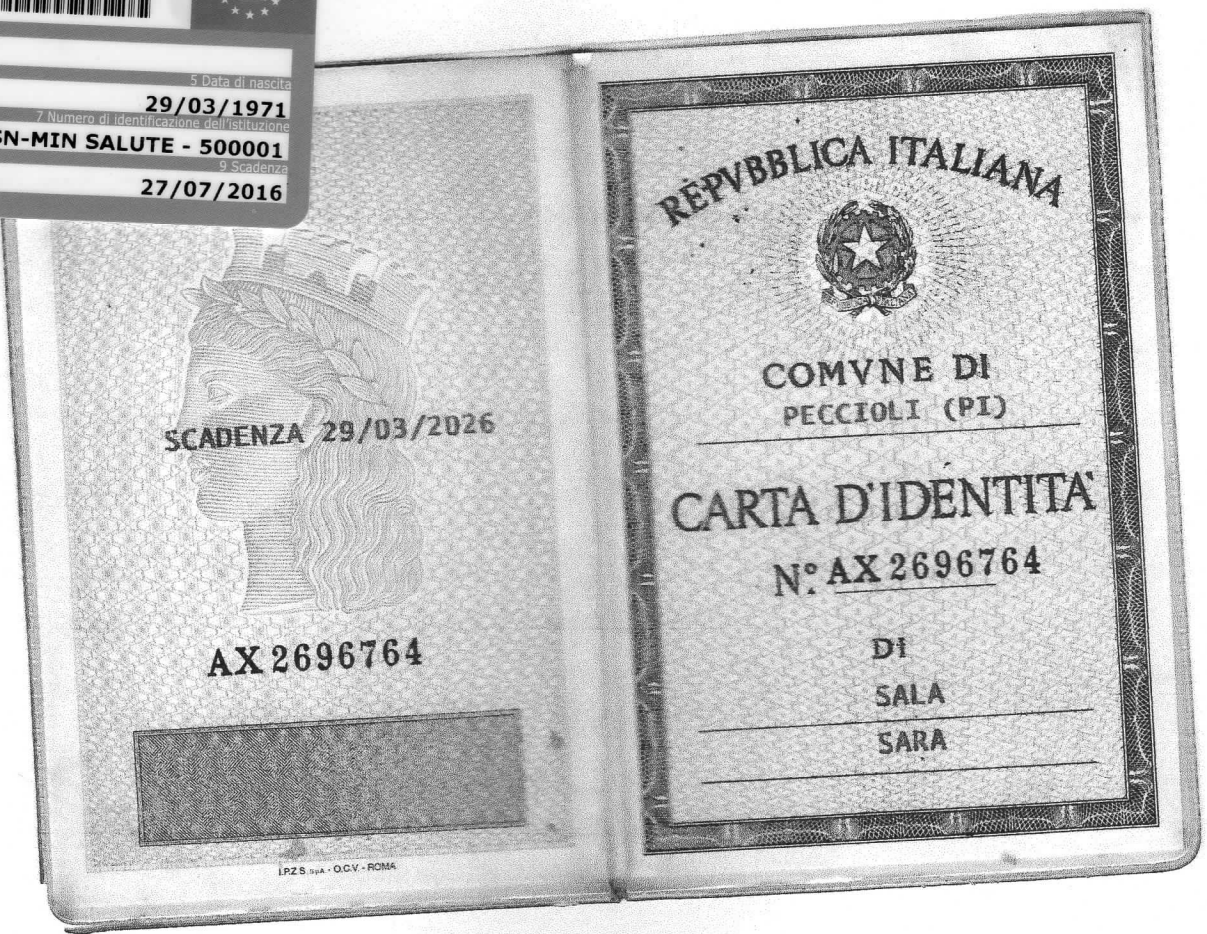 5 Data di nascita
29/03/1971
7 Numero di identificazione dell'istituzione
SN-MIN SALUTE - 500001
9 Scadenza
27/07/2016
SCADENZA 29/03/2026
AX 2696764
I.P.Z.S. SpA. - O.C.V. - ROMA
REPVBBLICA ITALIANA
COMVNE DI
PECCIOLI (PI)
CARTA D'IDENTITA'
N° AX 2696764
DI
SALA
SARA